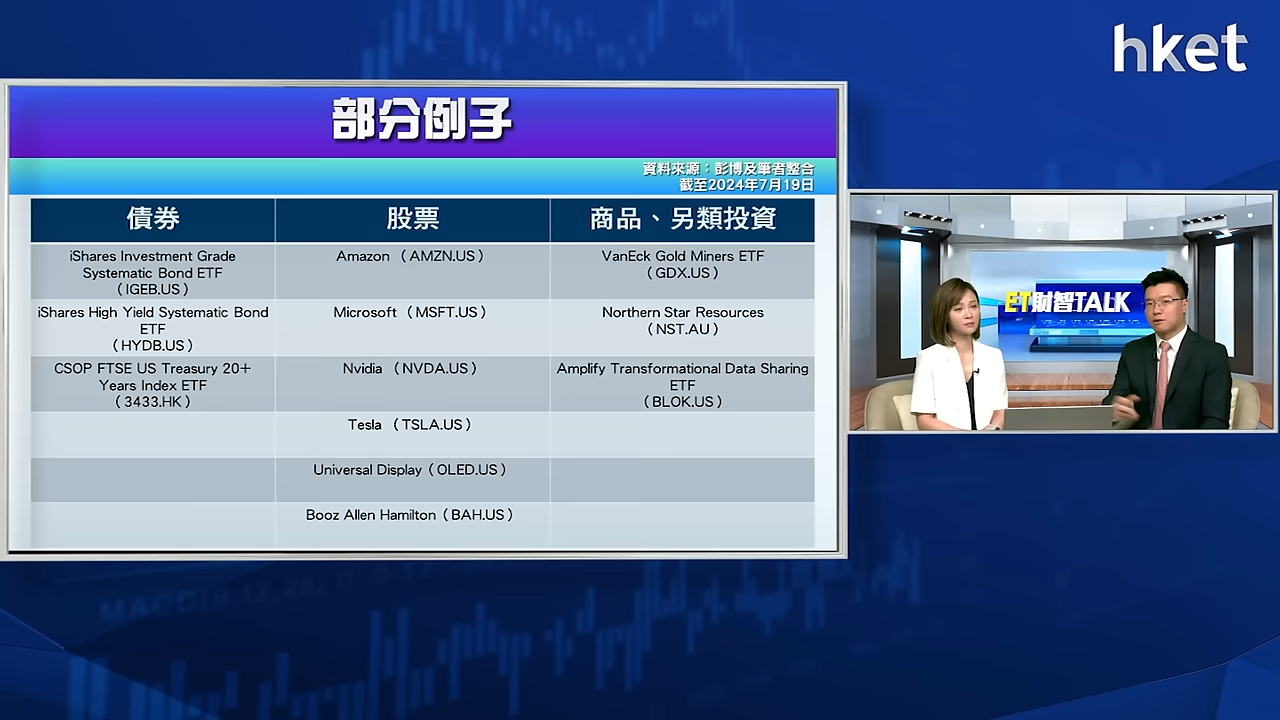 hket
部分例子
資料來源：彭博及筆者整合
截至2024年7月19日
債券
股票
商品、另類投資
iShares Investment Grade
Systematic Bond ETF
（IGEB.US）
Amazon （AMZN.US）
VanEck Gold Miners ETF
（GDX.US）
iShares High Yield Systematic Bond
ETF
（HYDB.US）
Microsoft（MSFT.US）
Northern Star Resources
（NST.AU）
CSOP FTSE US Treasury 20+
Years Index ETF
（3433.HK）
Nvidia （NVDA.US）
Amplify Transformational Data Sharing
ETF
（BLOK.US）
Tesla （TSLA.US）
Universal Display（OLED.US）
Booz Allen Hamilton（BAH.US）
ET財智TALK